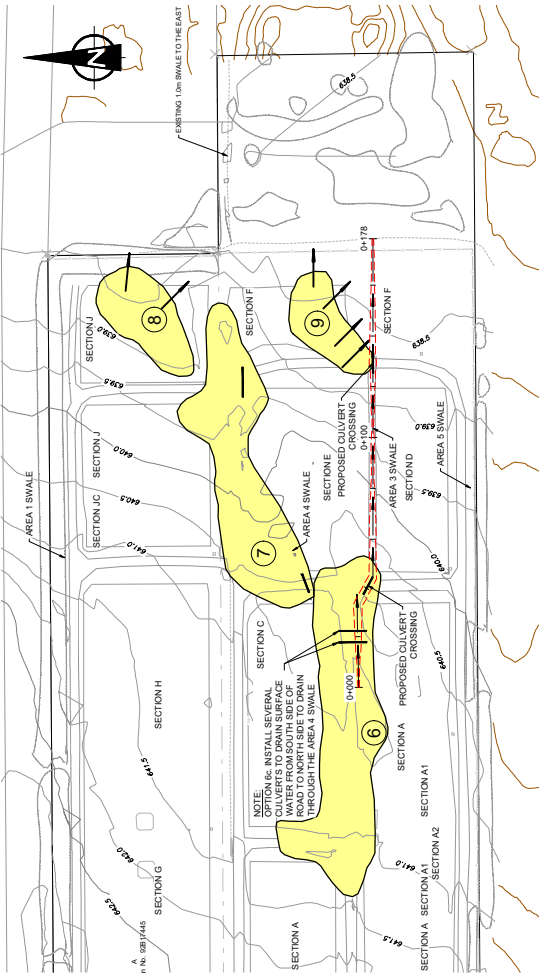 N
EXISTING 1.0m SWALE TO THE EAST
638.5
AREA 1 SWALE
SECTION J
639.0
8
639.5
SECTION J
640.0
SECTION JC
640.5
641.0
SECTION F
9
0+178
SECTION F
638.5
PROPOSED CULVERT
CROSSING
0+100
SECTION E
AREA 3 SWALE
SECTION D
639.0
639.5
AREA 5 SWALE
640.0
7
AREA 4 SWALE
SECTION C
SECTION H
641.5
NOTE:
OPTION 6c. INSTALL SEVERAL
CULVERTS TO DRAIN SURFACE
WATER FROM SOUTH SIDE OF
ROAD TO NORTH SIDE TO DRAIN
THROUGH THE AREA 4 SWALE
0+000
PROPOSED CULVERT
CROSSING
640.5
6
SECTION A
SECTION A1
641.0
SECTION A2
SECTION A1
SECTION A
641.5
SECTION A
SECTION G
642.0
642.5
A
n No. 92B17445